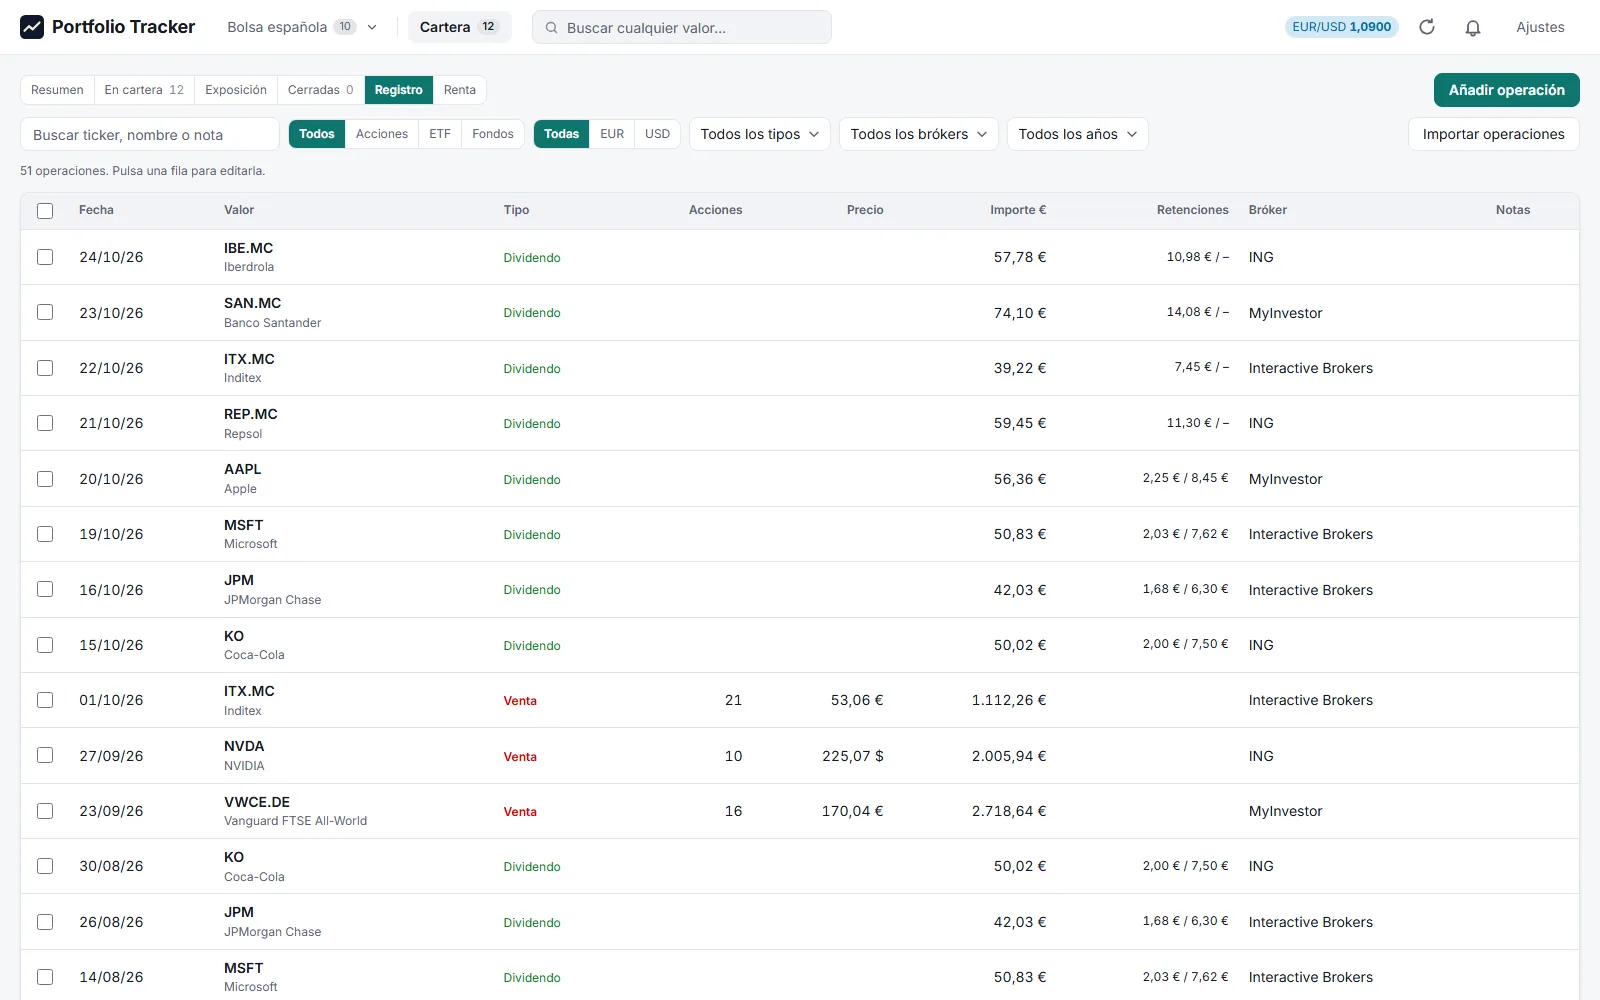 Portfolio Tracker Bolsa española 10 Cartera 12 Buscar cualquier valor... EUR/USD 1,0900 Ajustes
Resumen En cartera 12 Exposición Cerradas 0 Registro Renta Añadir operación
Buscar ticker, nombre o nota Todos Acciones ETF Fondos Todas EUR USD Todos los tipos Todos los brókers Todos los años Importar operaciones
51 operaciones. Pulsa una fila para editarla.
Fecha Valor Tipo Acciones Precio Importe € Retenciones Bróker Notas
24/10/26 IBE.MC Dividendo 57,78 € 10,98 € / – ING
Iberdrola
23/10/26 SAN.MC Dividendo 74,10 € 14,08 € / – MyInvestor
Banco Santander
22/10/26 ITX.MC Dividendo 39,22 € 7,45 € / – Interactive Brokers
Inditex
21/10/26 REP.MC Dividendo 59,45 € 11,30 € / – ING
Repsol
20/10/26 AAPL Dividendo 56,36 € 2,25 € / 8,45 € MyInvestor
Apple
19/10/26 MSFT Dividendo 50,83 € 2,03 € / 7,62 € Interactive Brokers
Microsoft
16/10/26 JPM Dividendo 42,03 € 1,68 € / 6,30 € Interactive Brokers
JPMorgan Chase
15/10/26 KO Dividendo 50,02 € 2,00 € / 7,50 € ING
Coca-Cola
01/10/26 ITX.MC Venta 21 53,06 € 1.112,26 € Interactive Brokers
Inditex
27/09/26 NVDA Venta 10 225,07 $ 2.005,94 € ING
NVIDIA
23/09/26 VWCE.DE Venta 16 170,04 € 2.718,64 € MyInvestor
Vanguard FTSE All-World
30/08/26 KO Dividendo 50,02 € 2,00 € / 7,50 € ING
Coca-Cola
26/08/26 JPM Dividendo 42,03 € 1,68 € / 6,30 € Interactive Brokers
JPMorgan Chase
14/08/26 MSFT Dividendo 50,83 € 2,03 € / 7,62 € Interactive Brokers
Microsoft